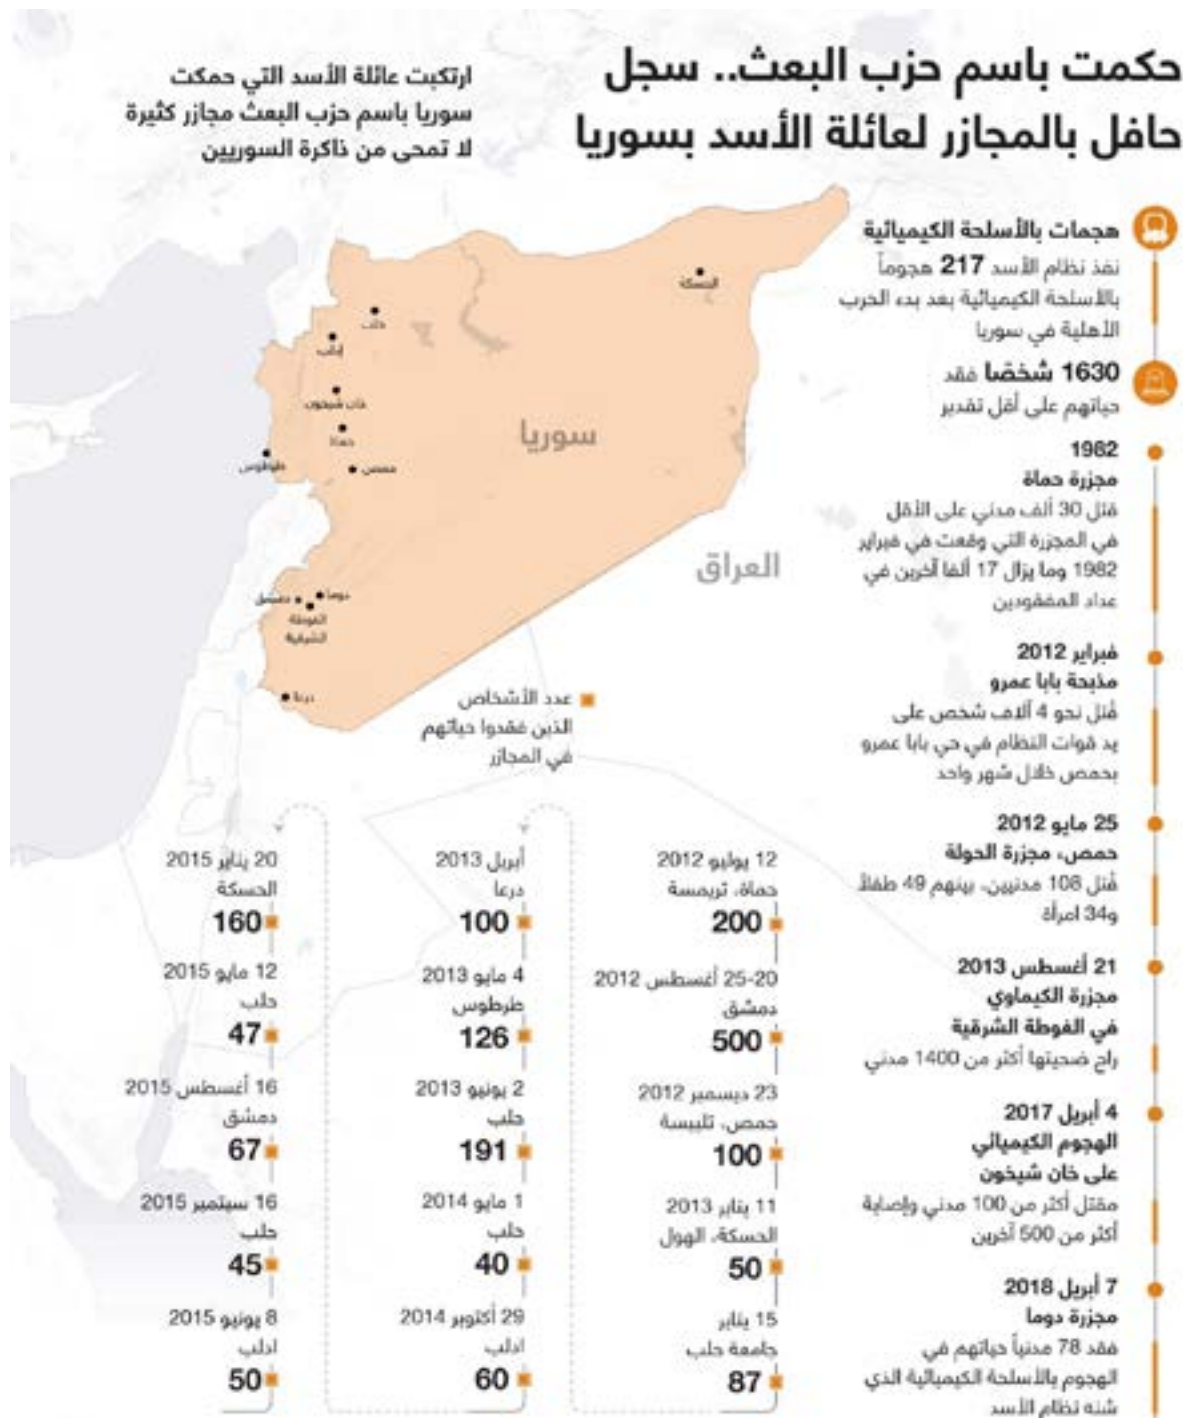 حكمت باسم حزب البعث.. سجل
حافل بالمجازر لعائلة الأسد بسوريا
ارتكبت عائلة الأسد التي حمكت
سوريا باسم حزب البعث مجازر كثيرة
لا تمحى من ذاكرة السوريين
هجمات بالأسلحة الكيميائية
نفذ نظام الأسد 217 هجوماً
بالأسلحة الكيميائية بعد بدء الحرب
الأهلية في سوريا
1630 شخصًا فقد
حياتهم على أقل تقدير
1982
مجزرة حماة
قتل 30 ألف مدني على الأقل
في المجزرة التي وقعت في فبراير
1982 وما يزال 17 ألفا آخرين في
عداد المفقودين
فبراير 2012
مذبحة بابا عمرو
قُتل نحو 4 آلاف شخص على
يد قوات النظام في حي بابا عمرو
بحمص خلال شهر واحد
25 مايو 2012
حمص، مجزرة الحولة
قُتل 108 مدنيين، بينهم 49 طفلاً
و34 امرأة
21 أغسطس 2013
مجزرة الكيماوي
في الغوطة الشرقية
راح ضحيتها أكثر من 1400 مدني
4 أبريل 2017
الهجوم الكيميائي
على خان شيخون
مقتل أكثر من 100 مدني وإصابة
أكثر من 500 آخرين
7 أبريل 2018
مجزرة دوما
فقد 78 مدنياً حياتهم في
الهجوم بالأسلحة الكيميائية الذي
شنه نظام الأسد
الحسكة
حلب
إدلب
خان شيخون
حماة
طرطوس
حمص
سوريا
العراق
دوما
دمشق
الغوطة
الشرقية
درعا
عدد الأشخاص
الذين فقدوا حياتهم
في المجازر
12 يوليو 2012
حماة، تريمسة
200
20-25 أغسطس 2012
دمشق
500
23 ديسمبر 2012
حمص، تلبيسة
100
11 يناير 2013
الحسكة، الهول
50
15 يناير
جامعة حلب
87
أبريل 2013
درعا
100
4 مايو 2013
طرطوس
126
2 يونيو 2013
حلب
191
1 مايو 2014
حلب
40
29 أكتوبر 2014
ادلب
60
20 يناير 2015
الحسكة
160
12 مايو 2015
حلب
47
16 أغسطس 2015
دمشق
67
16 سبتمبر 2015
حلب
45
8 يونيو 2015
ادلب
50